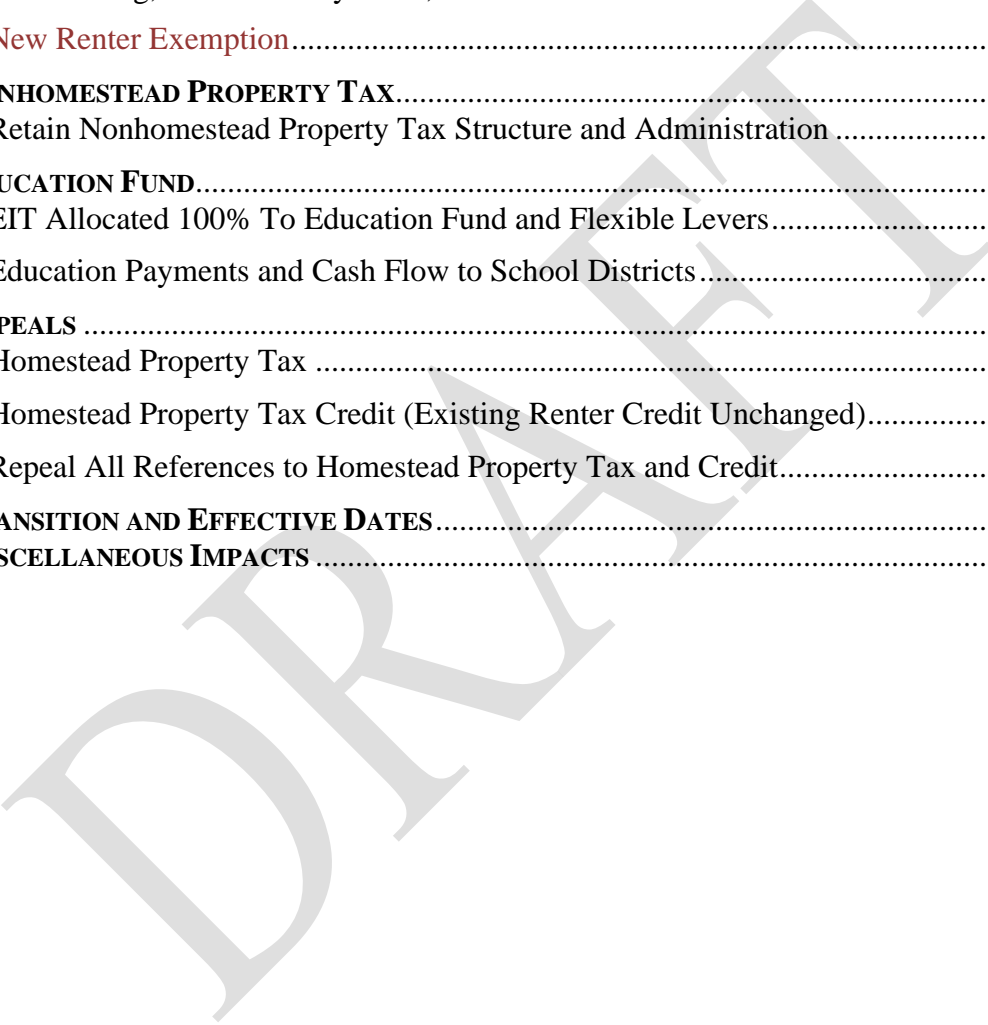 New Renter Exemption
NHOMESTEAD PROPERTY TAX
Retain Nonhomestead Property Tax Structure and Administration
UCATION FUND
EIT Allocated 100% To Education Fund and Flexible Levers
Education Payments and Cash Flow to School Districts
PEALS
Homestead Property Tax
Homestead Property Tax Credit (Existing Renter Credit Unchanged)
Repeal All References to Homestead Property Tax and Credit
ANSITION AND EFFECTIVE DATES
SCELLANEOUS IMPACTS
DRAFT